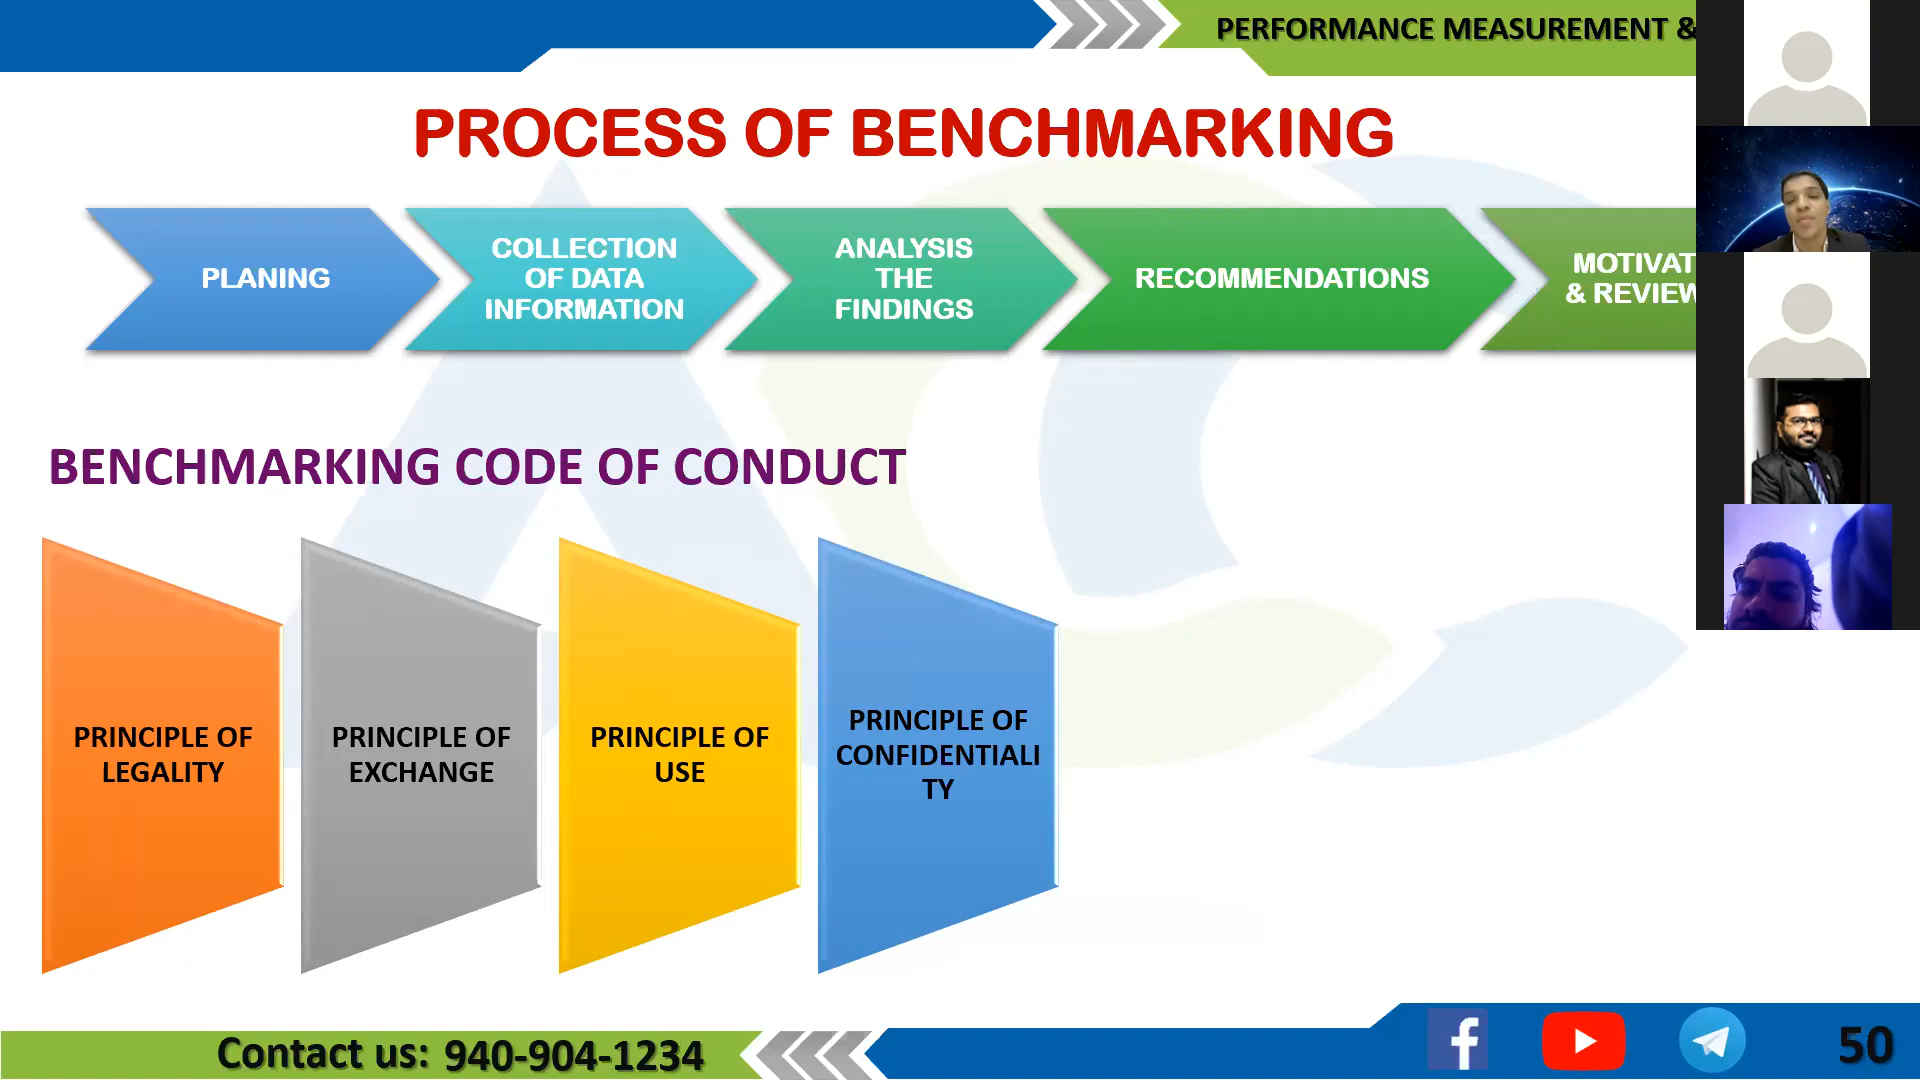 PERFORMANCE MEASUREMENT &
PROCESS OF BENCHMARKING
PLANING
COLLECTION
OF DATA
INFORMATION
ANALYSIS
THE
FINDINGS
RECOMMENDATIONS
MOTIVAT
& REVIEW
BENCHMARKING CODE OF CONDUCT
PRINCIPLE OF
LEGALITY
PRINCIPLE OF
EXCHANGE
PRINCIPLE OF
USE
PRINCIPLE OF
CONFIDENTIALI
TY
Contact us: 940-904-1234
50